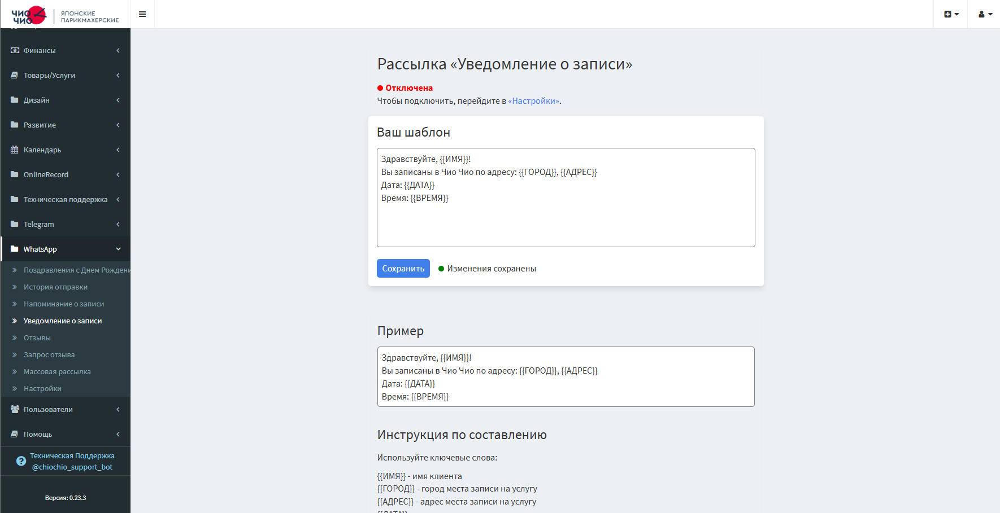 ЧИО
ЧИО
ЯПОНСКИЕ
ПАРИКМАХЕРСКИЕ
Финансы
Товары/Услуги
Дизайн
Развитие
Календарь
OnlineRecord
Техническая поддержка
Telegram
WhatsApp
Поздравления с Днем Рождени
История отправки
Напоминание о записи
Уведомление о записи
Отзывы
Запрос отзыва
Массовая рассылка
Настройки
Пользователи
Помощь
Техническая Поддержка
@chiochio_support_bot
Версия: 0.23.3
Рассылка «Уведомление о записи»
Отключена
Чтобы подключить, перейдите в «Настройки».
Ваш шаблон
Здравствуйте, {{ИМЯ}}!
Вы записаны в Чио Чио по адресу: {{ГОРОД}}, {{АДРЕС}}
Дата: {{ДАТА}}
Время: {{ВРЕМЯ}}
Сохранить
Изменения сохранены
Пример
Здравствуйте, {{ИМЯ}}!
Вы записаны в Чио Чио по адресу: {{ГОРОД}}, {{АДРЕС}}
Дата: {{ДАТА}}
Время: {{ВРЕМЯ}}
Инструкция по составлению
Используйте ключевые слова:
{{ИМЯ}} - имя клиента
{{ГОРОД}} - город места записи на услугу
{{АДРЕС}} - адрес места записи на услугу
{{ДАТА}}